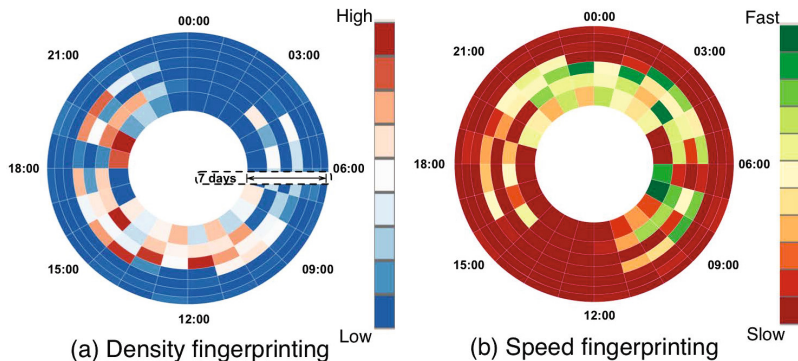 High
00:00
21:00
03:00
18:00
7 days
06:00
15:00
09:00
12:00
Low
(a) Density fingerprinting
Fast
00:00
21:00
03:00
18:00
06:00
15:00
09:00
12:00
Slow
(b) Speed fingerprinting